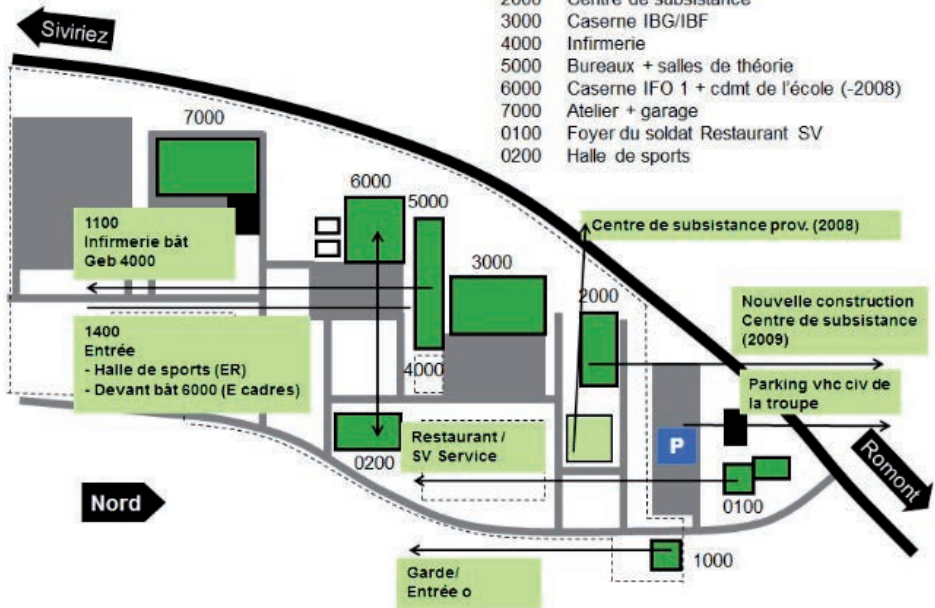 2000 Centre de subsistance
3000 Caserne IBG/IBF
4000 Infirmerie
5000 Bureaux + salles de théorie
6000 Caserne IFO 1 + cdmt de l'école (-2008)
7000 Atelier + garage
0100 Foyer du soldat Restaurant SV
0200 Halle de sports
Siviriez
7000
6000
5000
1100
Infirmerie bât
Geb 4000
Centre de subsistance prov. (2008)
3000
2000
Nouvelle construction
Centre de subsistance
(2009)
1400
Entrée
- Halle de sports (ER)
- Devant bât 6000 (E cadres)
4000
Parking vhc civ de
la troupe
Restaurant /
SV Service
0200
P
Romont
Nord
0100
1000
Garde/
Entrée o